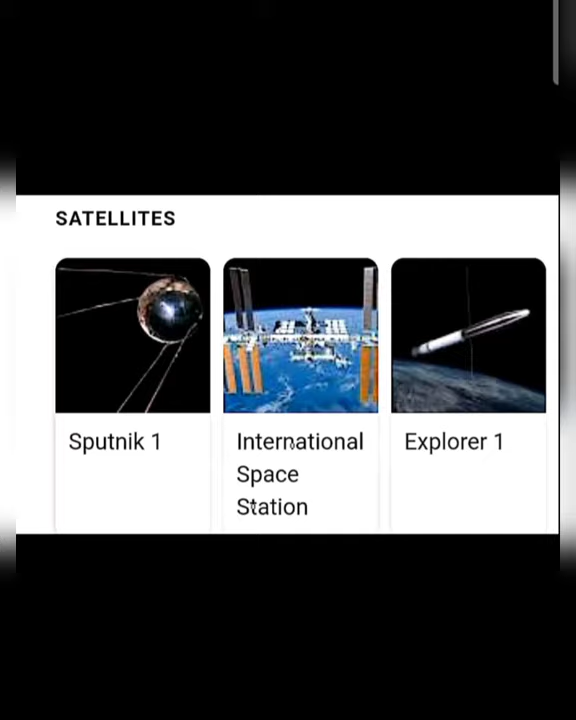 SATELLITES
Sputnik 1
International
Space
Station
Explorer 1